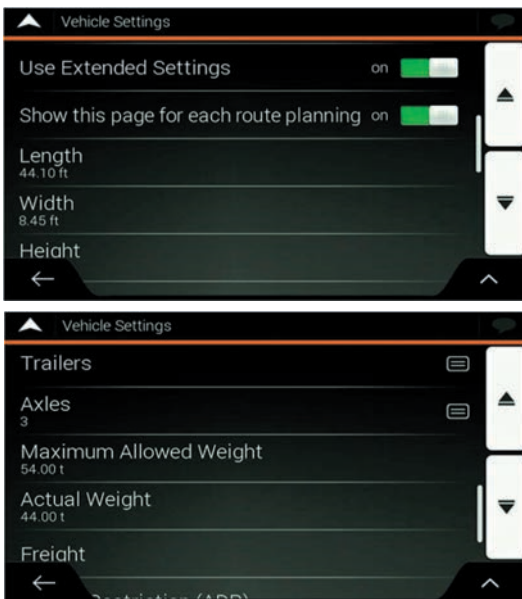 Vehicle Settings
Use Extended Settings on
Show this page for each route planning on
Length
44.10 ft
Width
8.45 ft
Height
Vehicle Settings
Trailers
Axles
3
Maximum Allowed Weight
54.00 t
Actual Weight
44.00 t
Freight
Restriction (ADR)